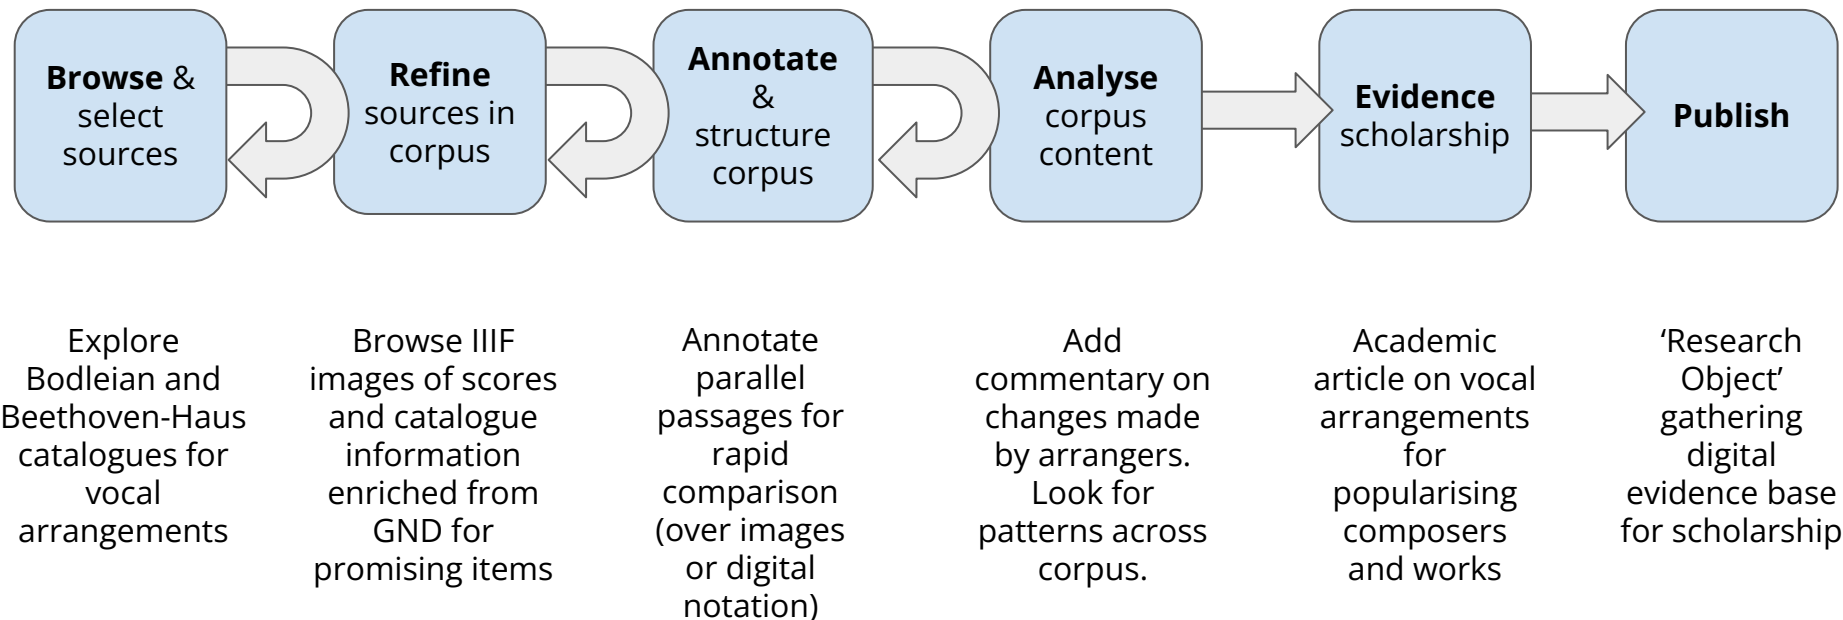 Browse &
select
sources
Refine
sources in
corpus
Annotate
&
structure
corpus
Analyse
corpus
content
Evidence
scholarship
Publish
Explore
Bodleian and
Beethoven-Haus
catalogues for
vocal
arrangements
Browse IIIF
images of scores
and catalogue
information
enriched from
GND for
promising items
Annotate
parallel
passages for
rapid
comparison
(over images
or digital
notation)
Add
commentary on
changes made
by arrangers.
Look for
patterns across
corpus.
Academic
article on vocal
arrangements
for
popularising
composers
and works
‘Research
Object’
gathering
digital
evidence base
for scholarship